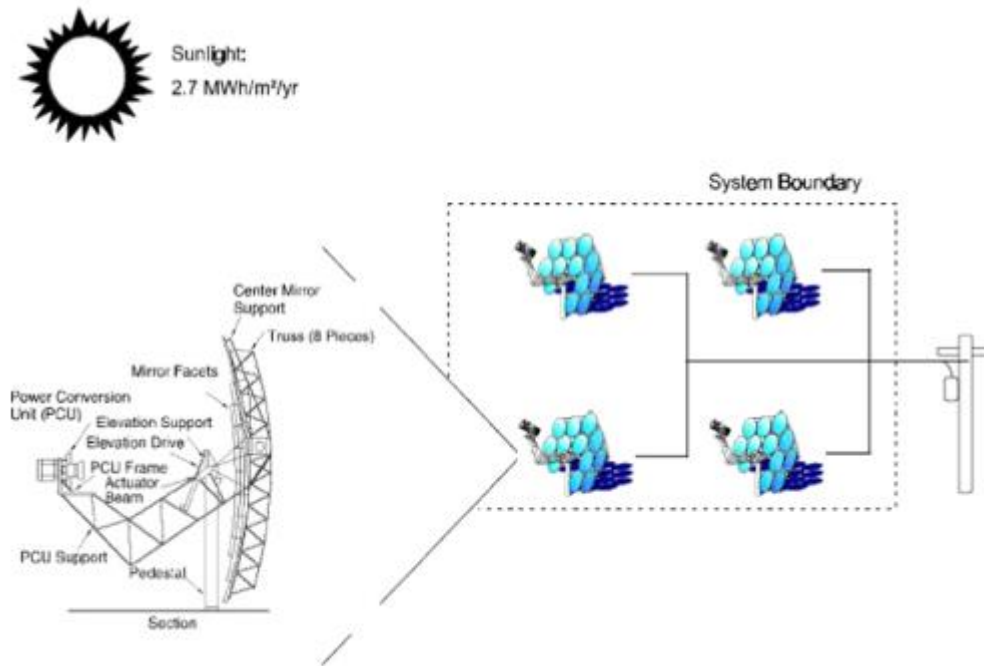 Sunlight:
2.7 MWh/m²/yr
System Boundary
Center Mirror
Support
Truss (8 Pieces)
Mirror Facets
Power Conversion
Unit (PCU)
Elevation Support
Elevation Drive
PCU Frame
Actuator
Beam
PCU Support
Pedestal
Section